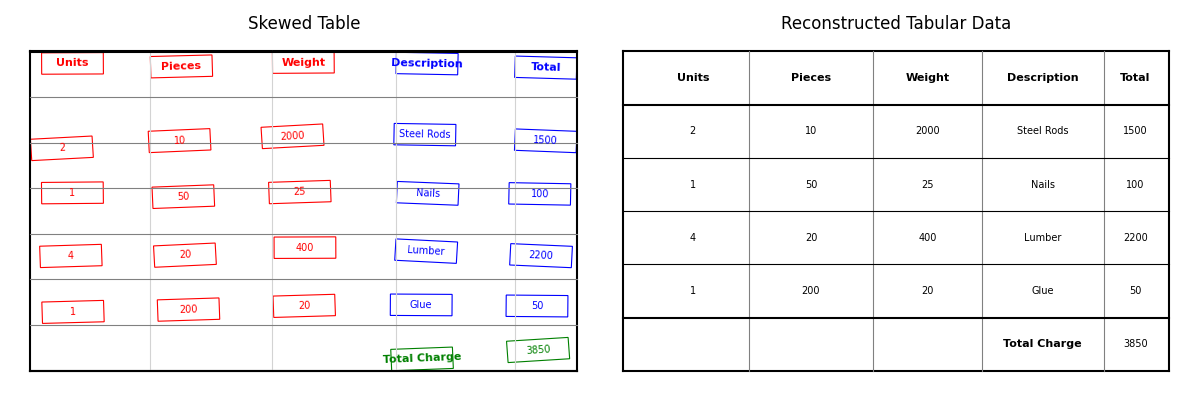 Skewed Table
Units Pieces Weight Description Total
2 10 2000 Steel Rods 1500
1 50 25 Nails 100
4 20 400 Lumber 2200
1 200 20 Glue 50
Total Charge 3850
Reconstructed Tabular Data
Units Pieces Weight Description Total
2 10 2000 Steel Rods 1500
1 50 25 Nails 100
4 20 400 Lumber 2200
1 200 20 Glue 50
Total Charge 3850